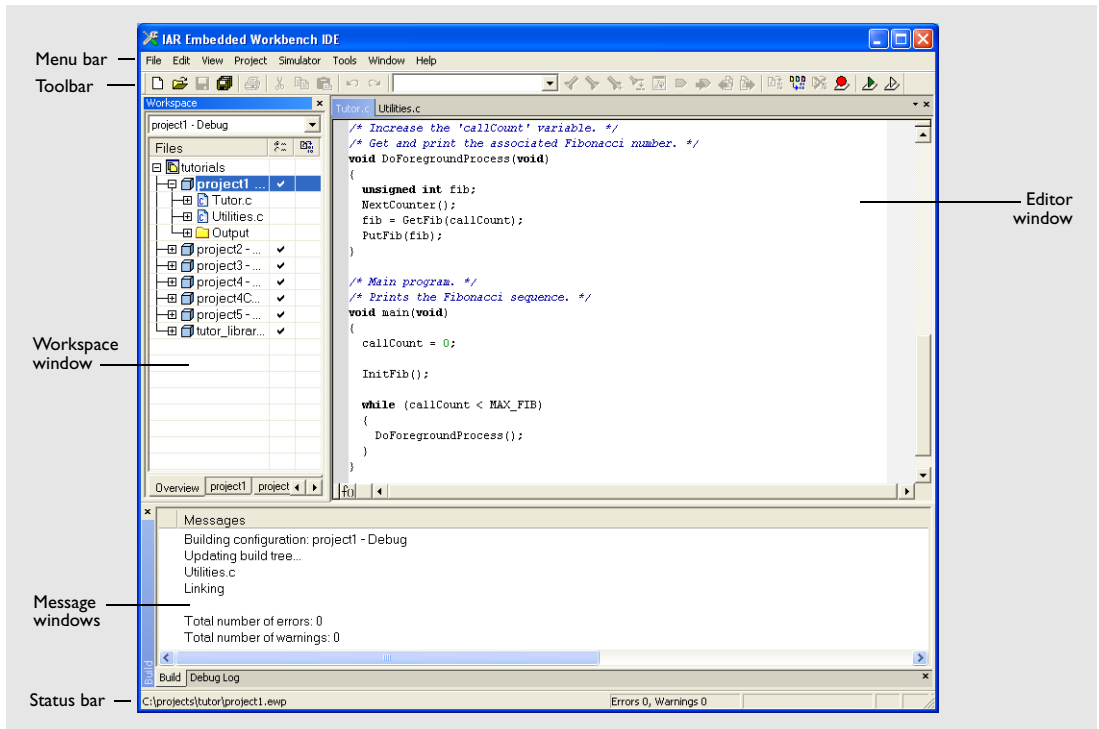 IAR Embedded Workbench IDE
Menu bar
File Edit View Project Simulator Tools Window Help
Toolbar
Workspace
Tutor.c Utilities.c
project1 - Debug
Files
tutorials
project1 ...
Tutor.c
Utilities.c
Output
project2 - ...
project3 - ...
project4 - ...
project4C...
project5 - ...
tutor_librar...
Overview project1 project
/* Increase the 'callCount' variable. */
/* Get and print the associated Fibonacci number. */
void DoForegroundProcess(void)
{
unsigned int fib;
NextCounter();
fib = GetFib(callCount);
PutFib(fib);
}
/* Main program. */
/* Prints the Fibonacci sequence. */
void main(void)
{
callCount = 0;
InitFib();
while (callCount < MAX_FIB)
{
DoForegroundProcess();
}
}
f()
Editor
window
Workspace
window
Messages
Building configuration: project1 - Debug
Updating build tree...
Utilities.c
Linking
Total number of errors: 0
Total number of warnings: 0
Message
windows
Build
Build Debug Log
Status bar
C:\projects\tutor\project1.ewp
Errors 0, Warnings 0